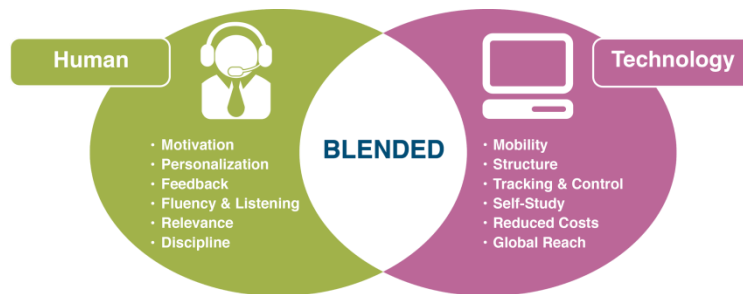 Human
Technology
BLENDED
· Motivation
· Personalization
· Feedback
· Fluency & Listening
· Relevance
· Discipline
· Mobility
· Structure
· Tracking & Control
· Self-Study
· Reduced Costs
· Global Reach